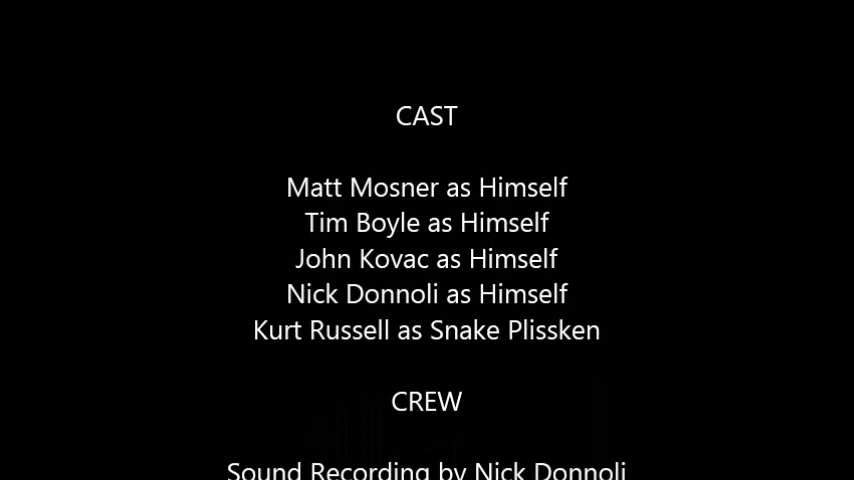 CAST
Matt Mosner as Himself
Tim Boyle as Himself
John Kovac as Himself
Nick Donnoli as Himself
Kurt Russell as Snake Plissken
CREW
Sound Recording by Nick Donnoli